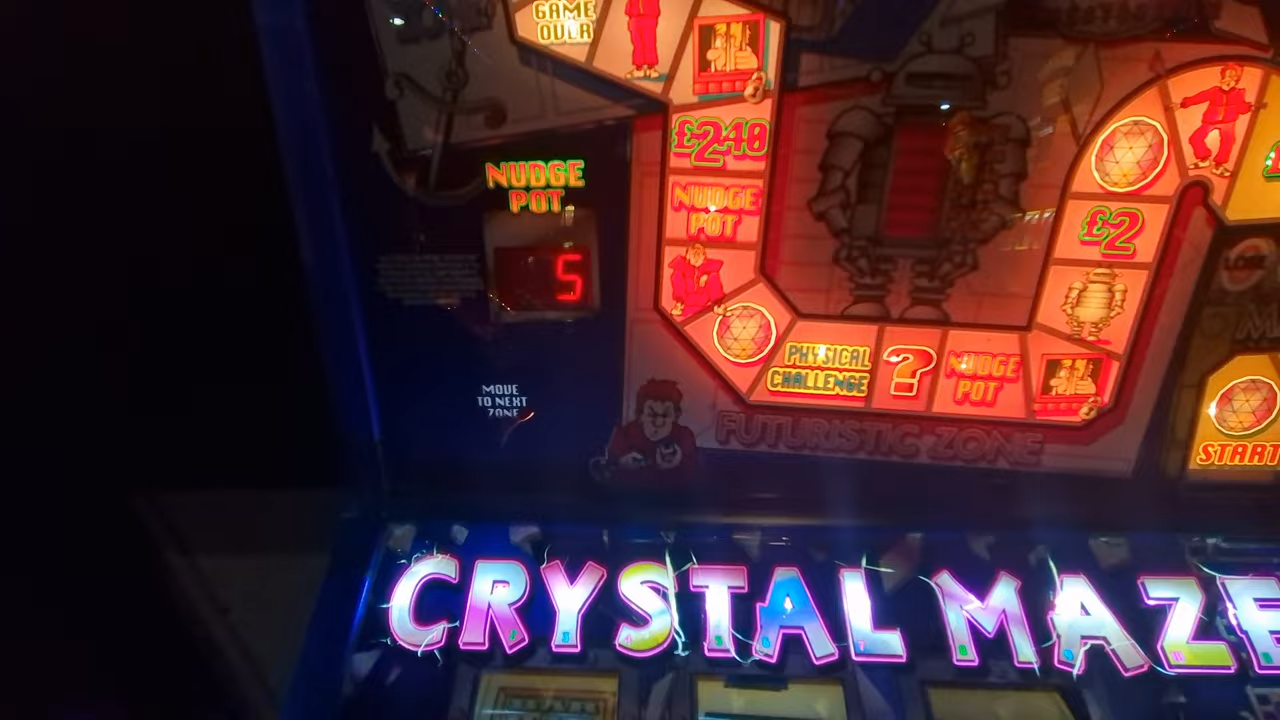 GAME
OVER
£2.40
NUDGE
POT
NUDGE
POT
5
£2
PHYSICAL
CHALLENGE
?
NUDGE
POT
MOVE
TO NEXT
ZONE
FUTURISTIC ZONE
START
CRYSTAL MAZE